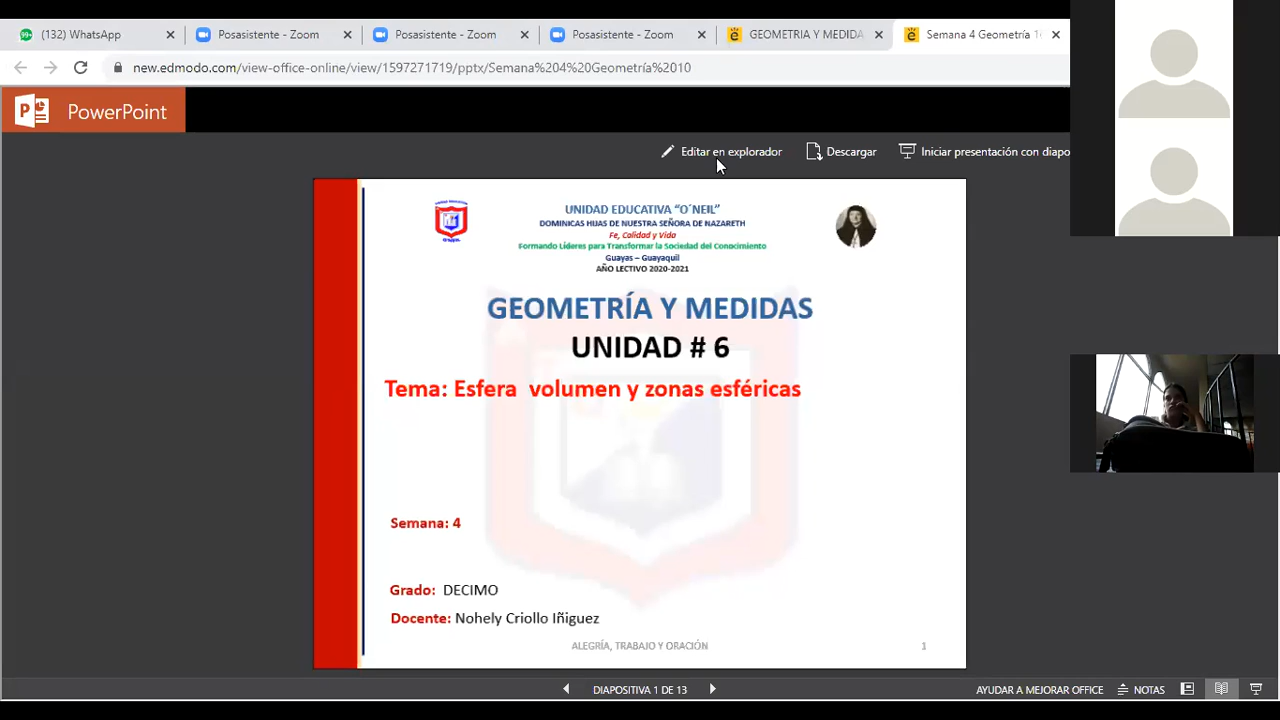 99+ (132) WhatsApp
Posasistente - Zoom
Posasistente - Zoom
Posasistente - Zoom
GEOMETRIA Y MEDIDA
Semana 4 Geometría 1
new.edmodo.com/view-office-online/view/1597271719/pptx/Semana%204%20Geometría%2010
PowerPoint
Editar en explorador
Descargar
Iniciar presentación con diapo
UNIDAD EDUCATIVA “O´NEIL”
DOMINICAS HIJAS DE NUESTRA SEÑORA DE NAZARETH
Fe, Calidad y Vida
Formando Líderes para Transformar la Sociedad del Conocimiento
Guayas – Guayaquil
AÑO LECTIVO 2020-2021
GEOMETRÍA Y MEDIDAS
UNIDAD # 6
Tema: Esfera volumen y zonas esféricas
Semana: 4
Grado: DECIMO
Docente: Nohely Criollo Iñiguez
ALEGRÍA, TRABAJO Y ORACIÓN
1
DIAPOSITIVA 1 DE 13
AYUDAR A MEJORAR OFFICE
NOTAS